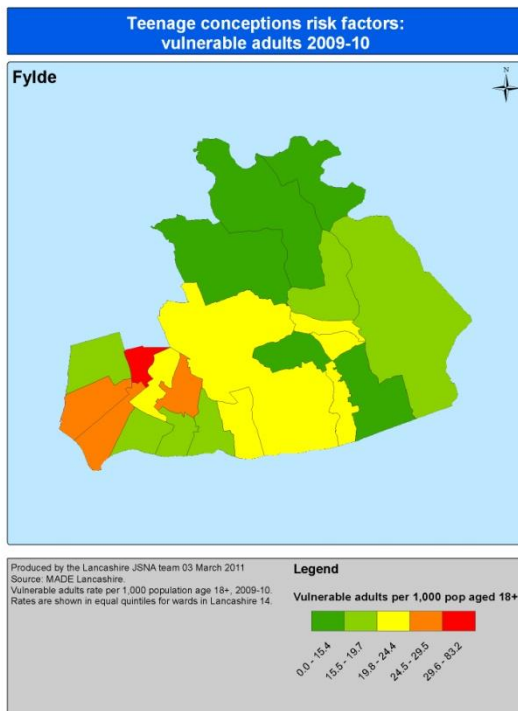 Teenage conceptions risk factors:
vulnerable adults 2009-10
Fylde
N
Produced by the Lancashire JSNA team 03 March 2011
Source: MADE Lancashire.
Vulnerable adults rate per 1,000 population age 18+, 2009-10.
Rates are shown in equal quintiles for wards in Lancashire 14.
Legend
Vulnerable adults per 1,000 pop aged 18+
0.0 - 15.4
15.5 - 19.7
19.8 - 24.4
24.5 - 29.5
29.6 - 83.2